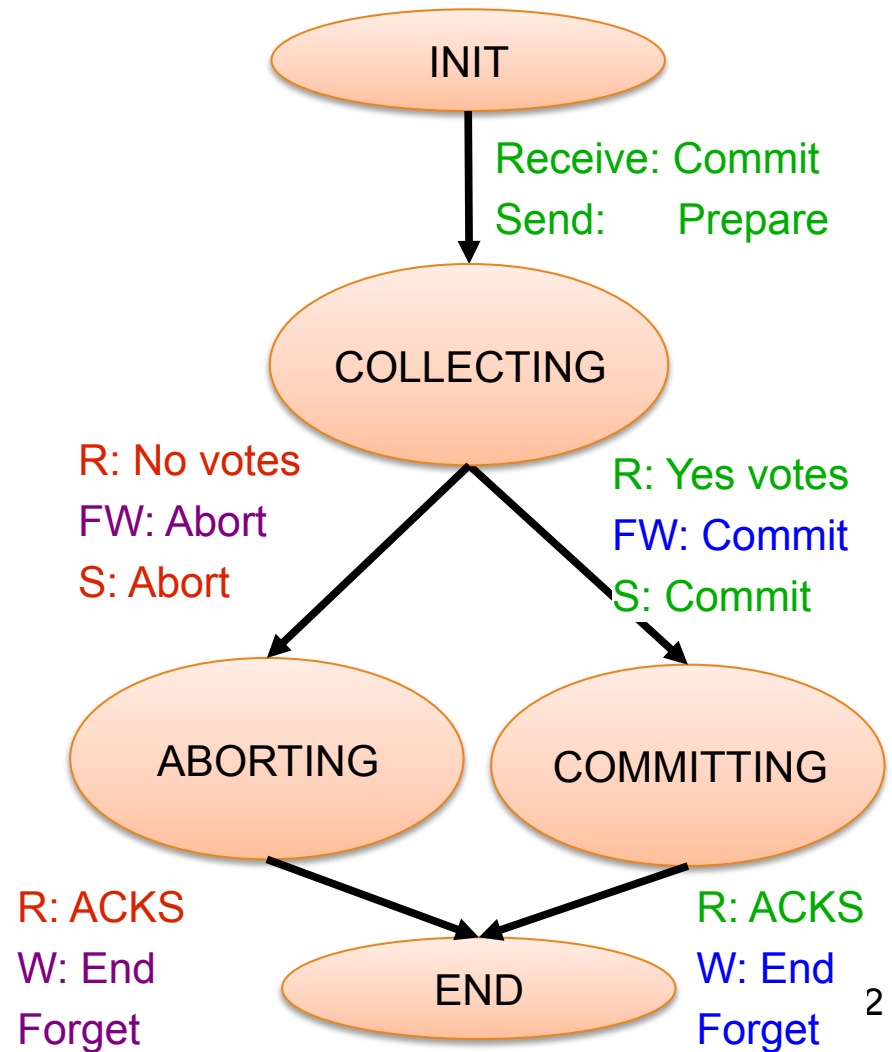 INIT
Receive: Commit
Send: Prepare
COLLECTING
R: No votes
FW: Abort
S: Abort
R: Yes votes
FW: Commit
S: Commit
ABORTING
COMMITTING
R: ACKS
W: End
Forget
R: ACKS
W: End
Forget
END
2